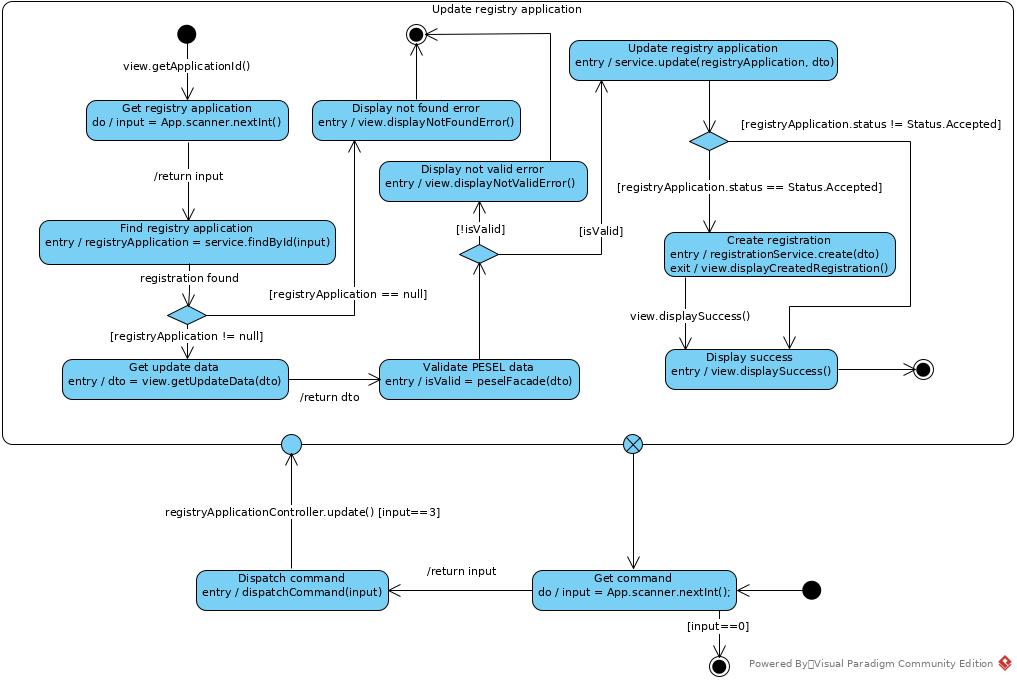 Update registry application
view.getApplicationId()
Get registry application
do / input = App.scanner.nextInt()
/return input
Find registry application
entry / registryApplication = service.findById(input)
registration found
[registryApplication == null]
[registryApplication != null]
Get update data
entry / dto = view.getUpdateData(dto)
/return dto
Validate PESEL data
entry / isValid = peselFacade(dto)
Display not found error
entry / view.displayNotFoundError()
Display not valid error
entry / view.displayNotValidError()
[!isValid]
[isValid]
Update registry application
entry / service.update(registryApplication, dto)
[registryApplication.status != Status.Accepted]
[registryApplication.status == Status.Accepted]
Create registration
entry / registrationService.create(dto)
exit / view.displayCreatedRegistration()
view.displaySuccess()
Display success
entry / view.displaySuccess()
registryApplicationController.update() [input==3]
Dispatch command
entry / dispatchCommand(input)
/return input
Get command
do / input = App.scanner.nextInt();
[input==0]
Powered By Visual Paradigm Community Edition